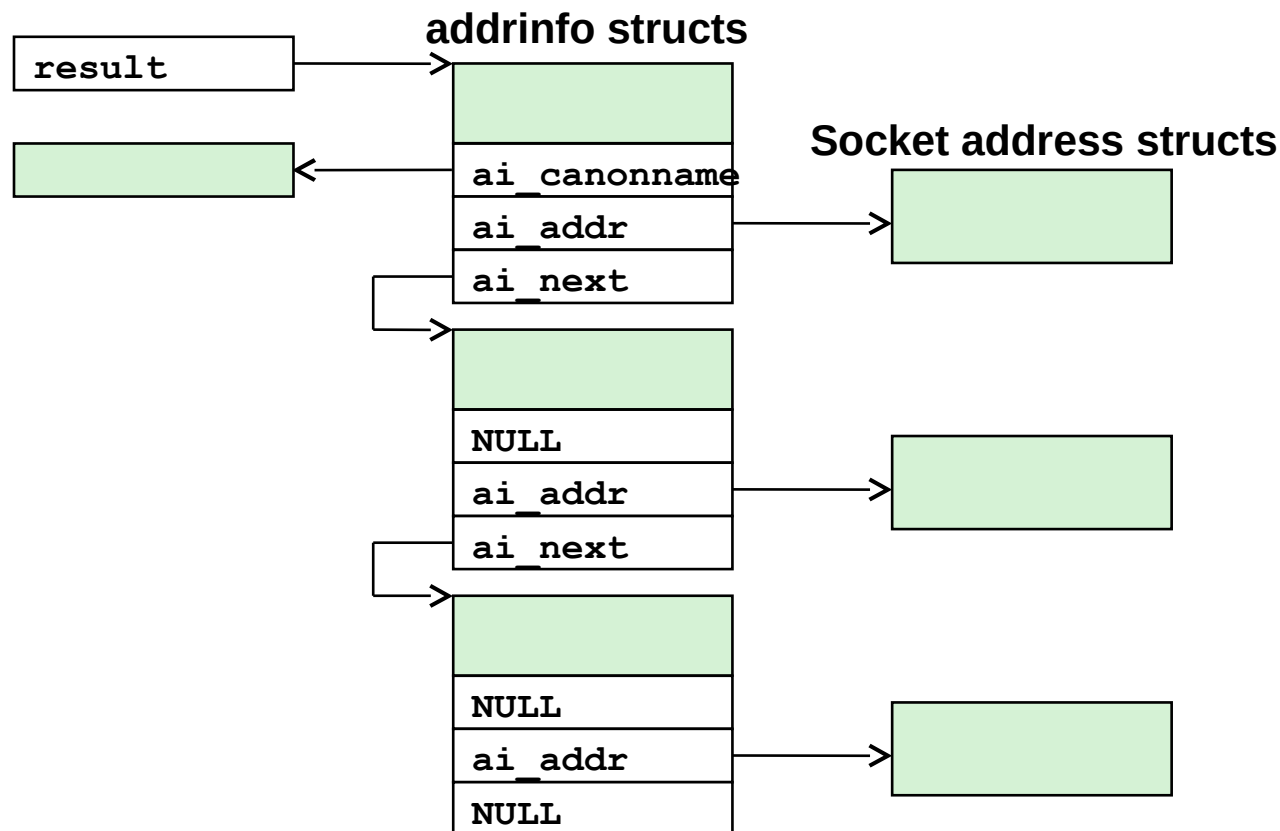 addrinfo structs
result
Socket address structs
ai_canonname
ai_addr
ai_next
NULL
ai_addr
ai_next
NULL
ai_addr
NULL